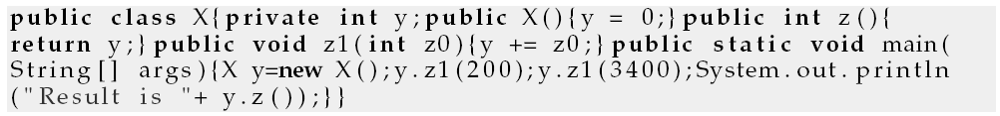 public class X{private int y;public X(){y = 0;}public int z(){
return y;}public void z1(int z0){y += z0;}public static void main(
String[] args){X y=new X();y.z1(200);y.z1(3400);System.out.println
("Result is "+ y.z());}}